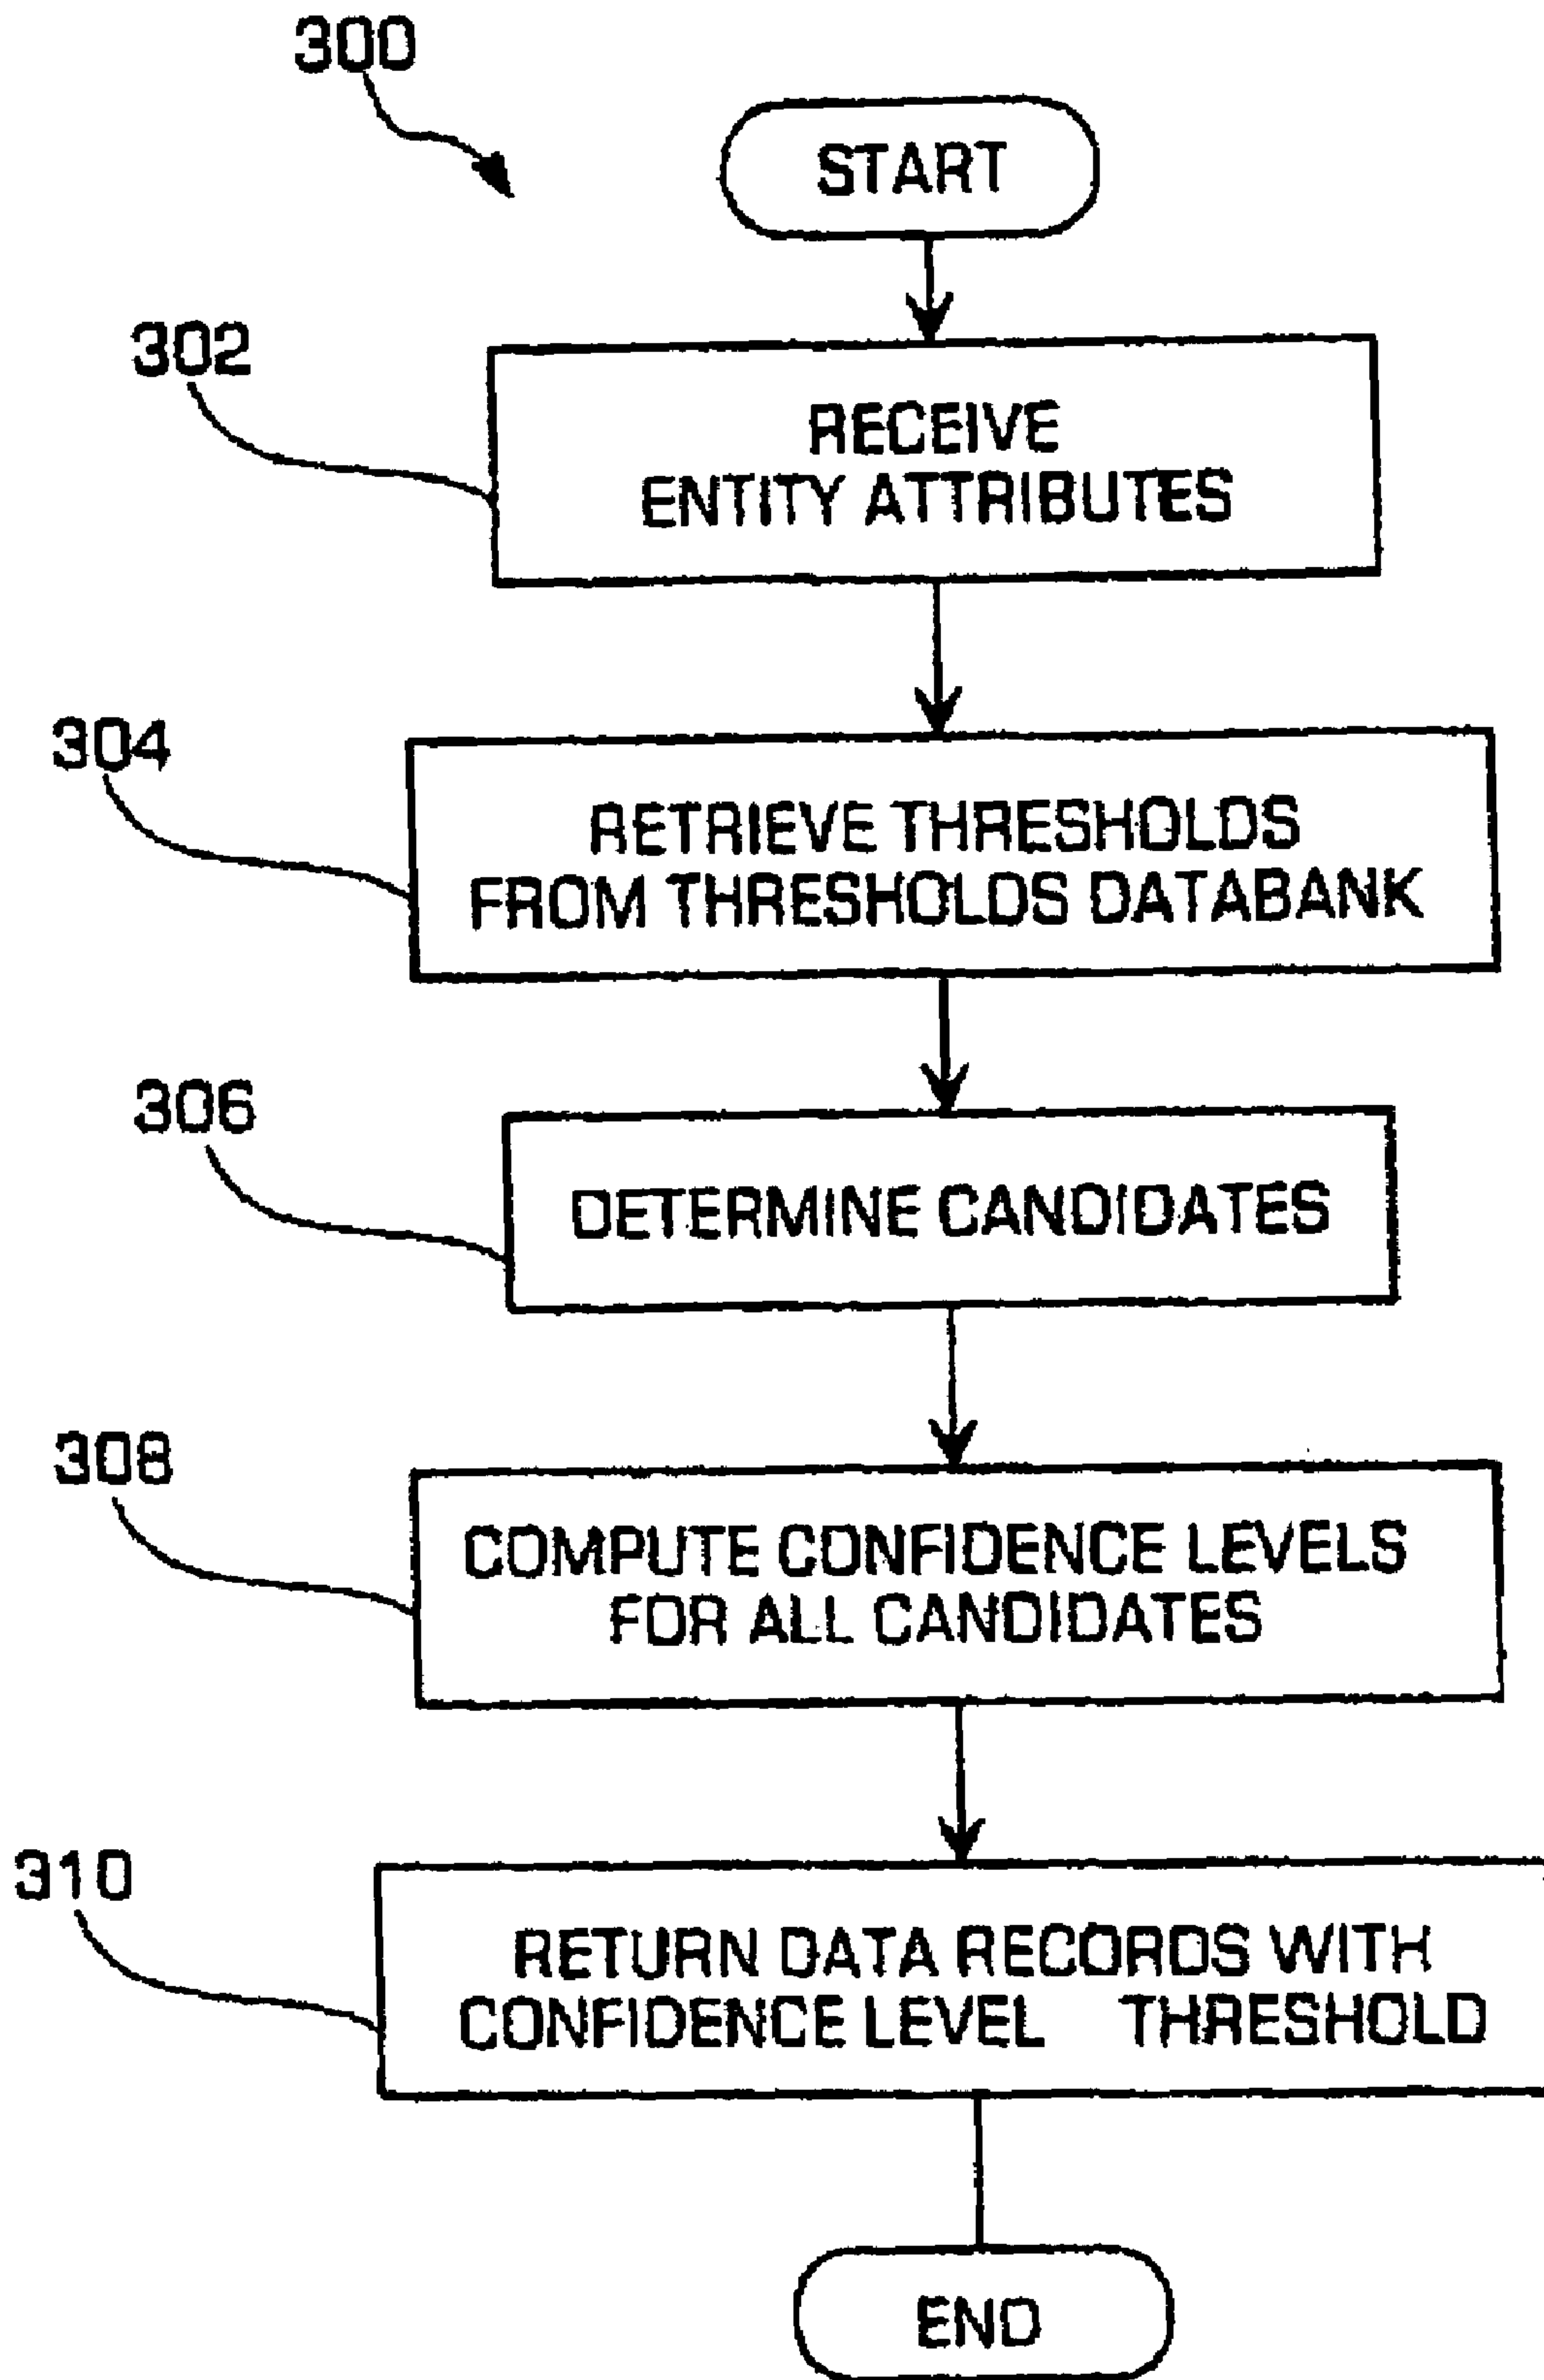 300
START
302
RECEIVE
ENTITY ATTRIBUTES
304
RETRIEVE THRESHOLDS
FROM THRESHOLDS DATABANK
306
DETERMINE CANDIDATES
308
COMPUTE CONFIDENCE LEVELS
FOR ALL CANDIDATES
310
RETURN DATA RECORDS WITH
CONFIDENCE LEVEL THRESHOLD
END